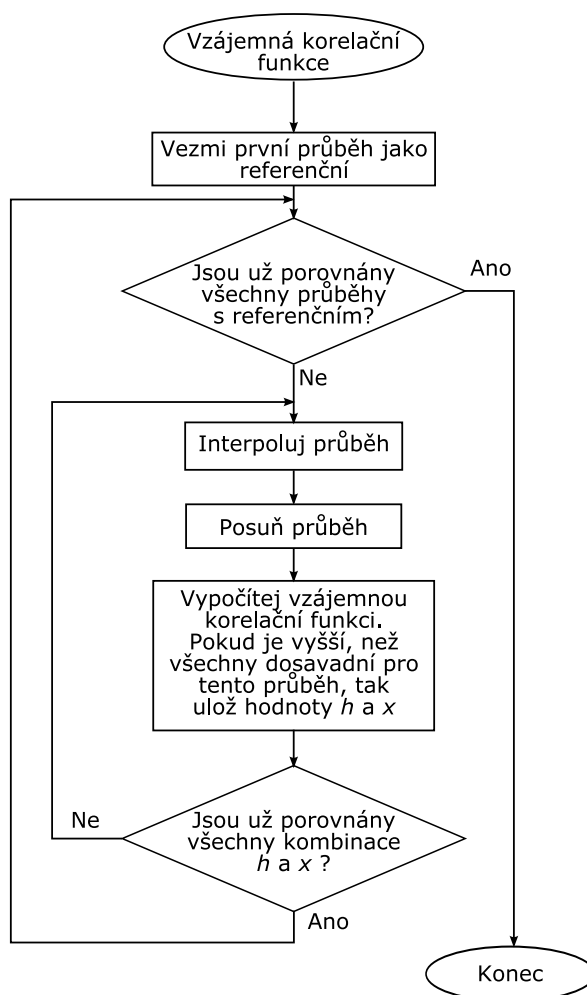 Vzájemná korelační
funkce
Vezmi první průběh jako
referenční
Jsou už porovnány
všechny průběhy
s referenčním?
Ano
Ne
Interpoluj průběh
Posuň průběh
Vypočítej vzájemnou
korelační funkci.
Pokud je vyšší, než
všechny dosavadní pro
tento průběh, tak
ulož hodnoty h a x
Ne
Jsou už porovnány
všechny kombinace
h a x ?
Ano
Konec